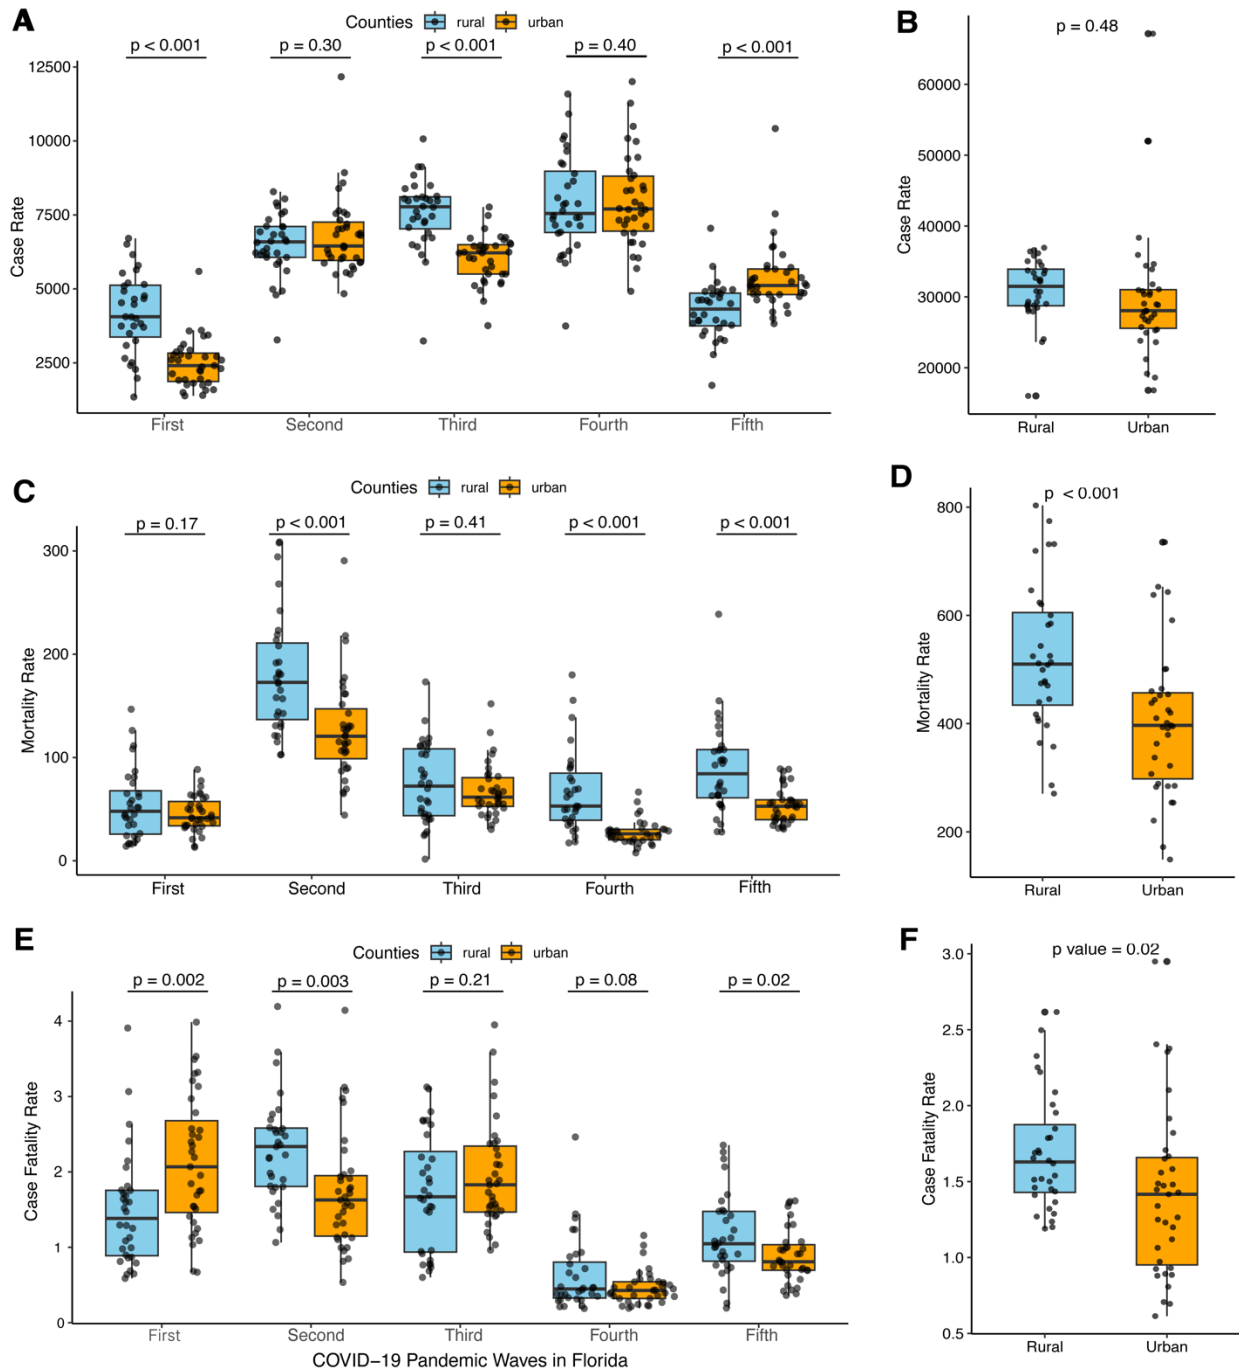 A
Counties rural urban
p < 0.001 p = 0.30 p <0.001 p = 0.40 p <0.001
12500
10000
7500
5000
2500
Case Rate
First Second Third Fourth Fifth
B
p = 0.48
60000
50000
40000
30000
20000
Case Rate
Rural Urban
C
Counties rural urban
p = 0.17 p <0.001 p = 0.41 p <0.001 p <0.001
300
200
100
0
Mortality Rate
First Second Third Fourth Fifth
D
p < 0.001
800
600
400
200
Mortality Rate
Rural Urban
E
Counties rural urban
p = 0.002 p = 0.003 p = 0.21 p = 0.08 p = 0.02
4
3
2
1
0
Case Fatality Rate
First Second Third Fourth Fifth
COVID−19 Pandemic Waves in Florida
F
p value = 0.02
3.0
2.5
2.0
1.5
1.0
0.5
Case Fatality Rate
Rural Urban